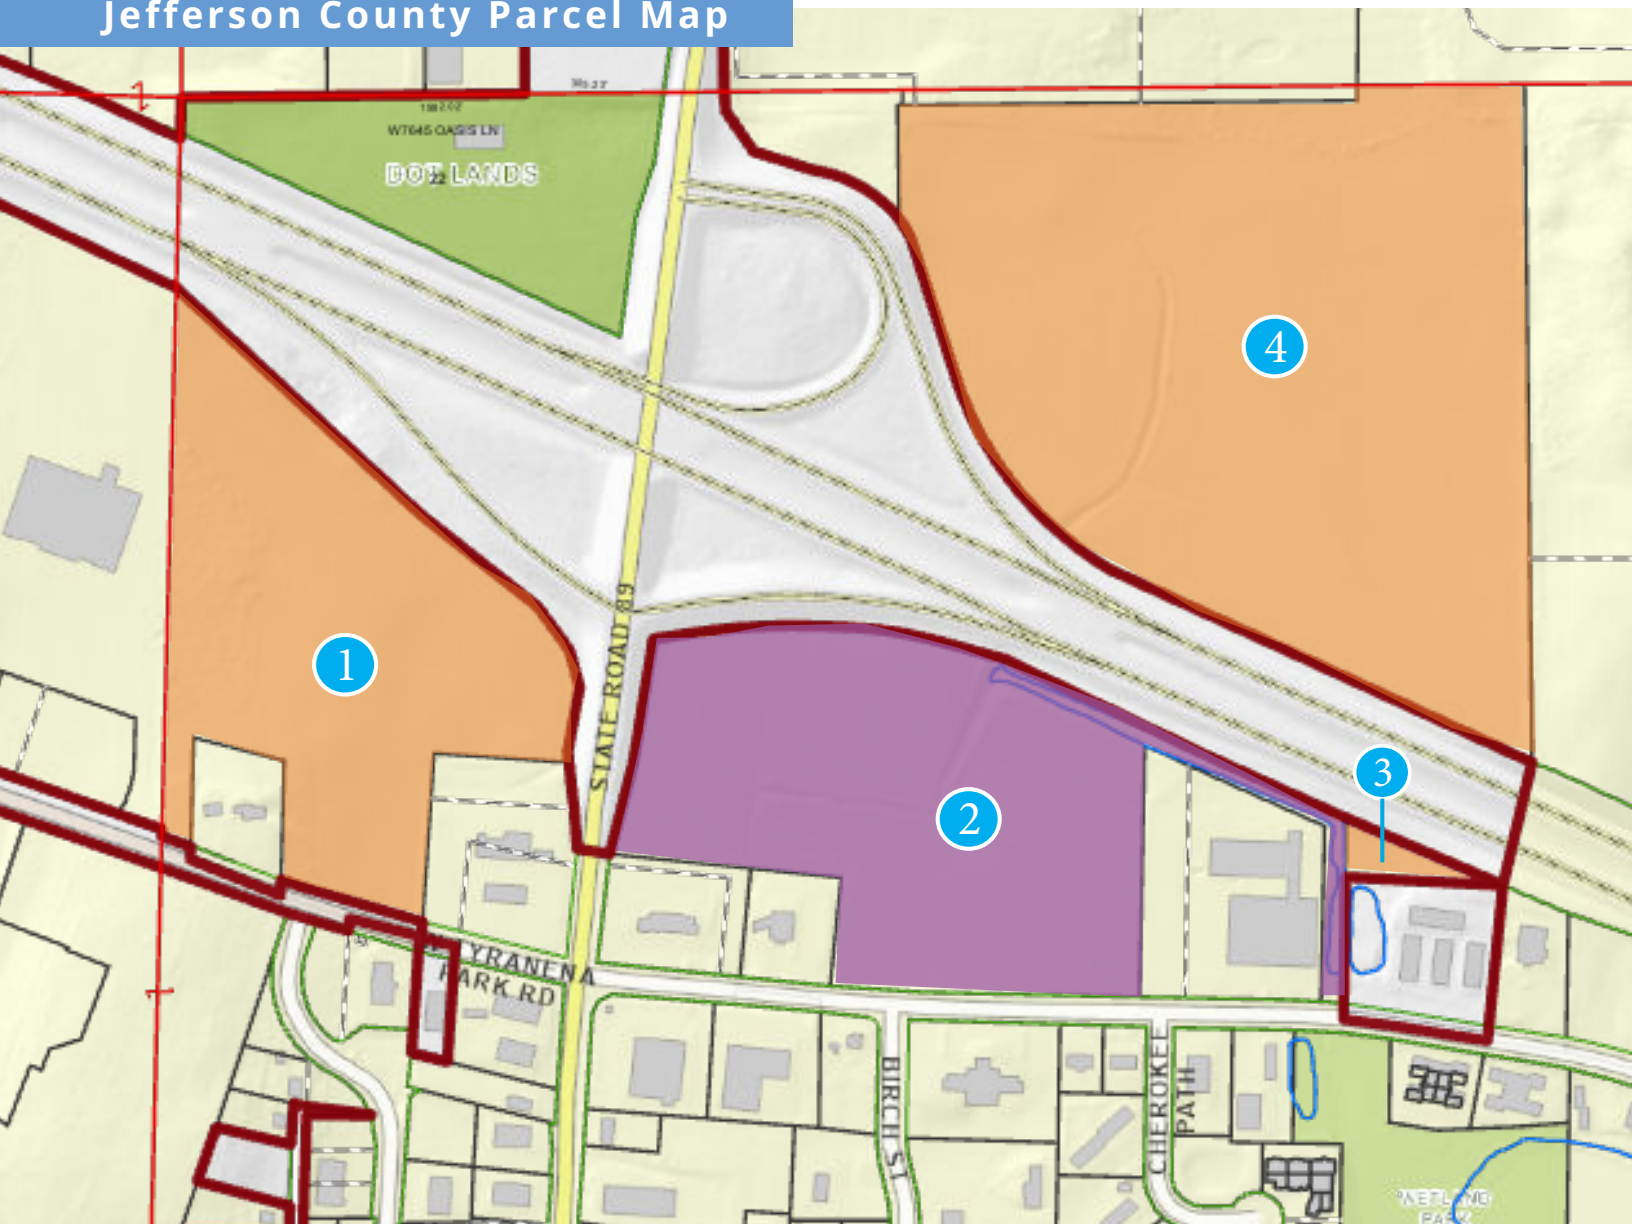 Jefferson County Parcel Map
W7645 OASIS LN
DOT LANDS
22
4
1
STATE ROAD 89
3
2
TYRANENA
PARK RD
BIRCH ST
CHEROKEE
PATH
WETLAND
PARK